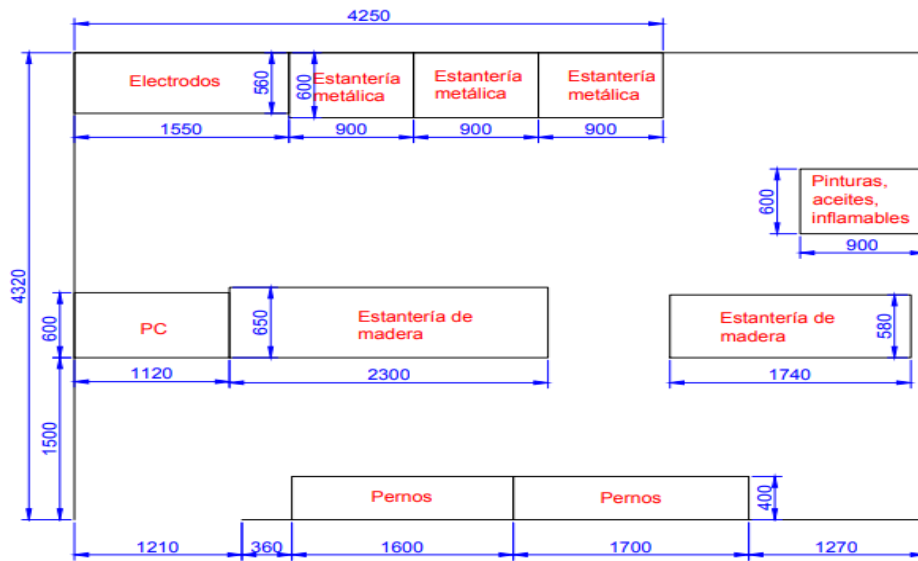 4250
Electrodos
560
600
Estantería
metálica
Estantería
metálica
Estantería
metálica
1550
900
900
900
Pinturas,
aceites,
inflamables
600
900
4320
600
PC
650
Estantería de
madera
Estantería de
madera
580
1120
2300
1740
1500
Pernos
Pernos
400
1210
360
1600
1700
1270